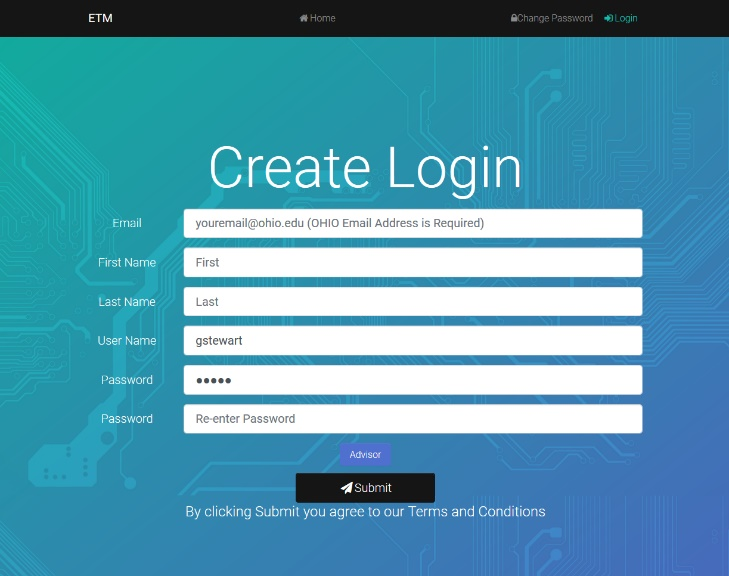 ETM
Home
Change Password
Login
Create Login
Email
youremail@ohio.edu (OHIO Email Address is Required)
First Name
First
Last Name
Last
User Name
gstewart
Password
●●●●●
Password
Re-enter Password
Advisor
Submit
By clicking Submit you agree to our Terms and Conditions